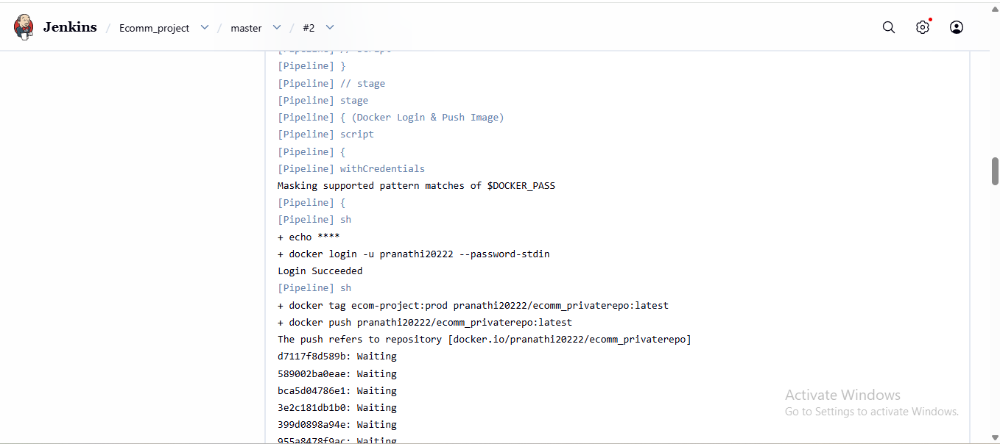 Jenkins / Ecomm_project / master / #2
[Pipeline] // script
[Pipeline] }
[Pipeline] // stage
[Pipeline] stage
[Pipeline] { (Docker Login & Push Image)
[Pipeline] script
[Pipeline] {
[Pipeline] withCredentials
Masking supported pattern matches of $DOCKER_PASS
[Pipeline] {
[Pipeline] sh
+ echo ****
+ docker login -u pranathi20222 --password-stdin
Login Succeeded
[Pipeline] sh
+ docker tag ecom-project:prod pranathi20222/ecomm_privaterepo:latest
+ docker push pranathi20222/ecomm_privaterepo:latest
The push refers to repository [docker.io/pranathi20222/ecomm_privaterepo]
d7117f8d589b: Waiting
589002ba0eae: Waiting
bca5d04786e1: Waiting
3e2c181db1b0: Waiting
399d0898a94e: Waiting
955a8478f9ac: Waiting
Activate Windows
Go to Settings to activate Windows.